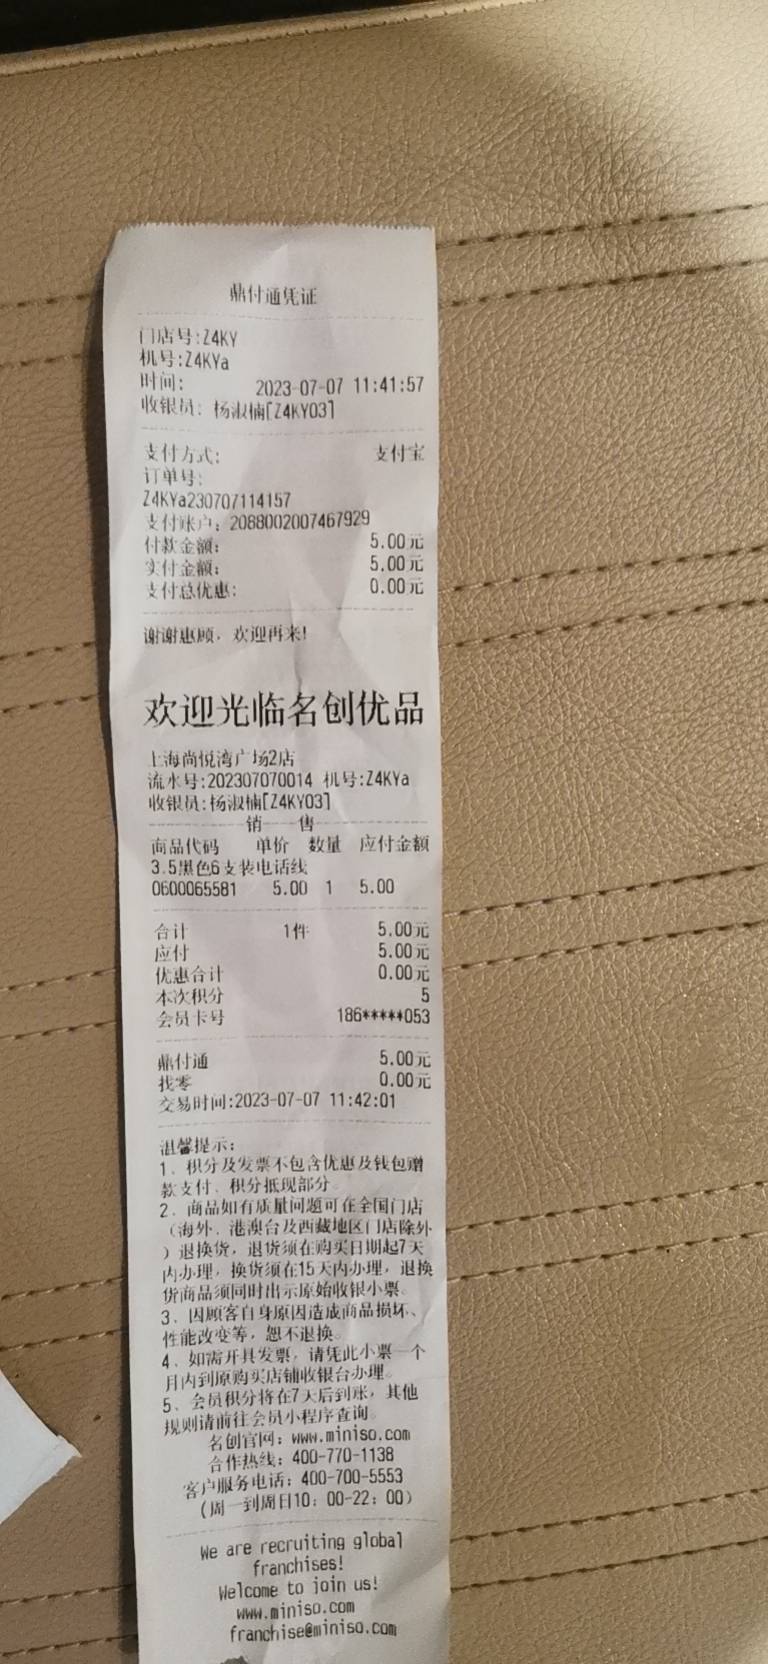 鼎付通凭证
门店号:Z4KY
机号:Z4KYa
时间: 2023-07-07 11:41:57
收银员: 杨淑楠[Z4KY03]
支付方式: 支付宝
订单号:
Z4KYa230707114157
支付账户: 2088002007467929
付款金额: 5.00元
实付金额: 5.00元
支付总优惠: 0.00元
谢谢惠顾，欢迎再来!
欢迎光临名创优品
上海尚悦湾广场2店
流水号:202307070014 机号:Z4KYa
收银员:杨淑楠[Z4KY03]
销 售
商品代码 单价 数量 应付金额
3.5黑色6支装电话线
0600065581 5.00 1 5.00
合计 1件 5.00元
应付 5.00元
优惠合计 0.00元
本次积分 5
会员卡号 186*****053
鼎付通 5.00元
找零 0.00元
交易时间:2023-07-07 11:42:01
温馨提示:
1、积分及发票不包含优惠及钱包赠
款支付、积分抵现部分。
2、商品如有质量问题可在全国门店
（海外、港澳台及西藏地区门店除外
）退换货，退货须在购买日期起7天
内办理，换货须在15天内办理，退换
货商品须同时出示原始收银小票。
3、因顾客自身原因造成商品损坏、
性能改变等，恕不退换。
4、如需开具发票，请凭此小票一个
月内到原购买店铺收银台办理。
5、会员积分将在7天后到账，其他
规则请前往会员小程序查询。
名创官网: www.miniso.com
合作热线: 400-770-1138
客户服务电话: 400-700-5553
(周一到周日10: 00-22: 00)
We are recruiting global
franchises!
Welcome to join us!
www.miniso.com
franchise@miniso.com